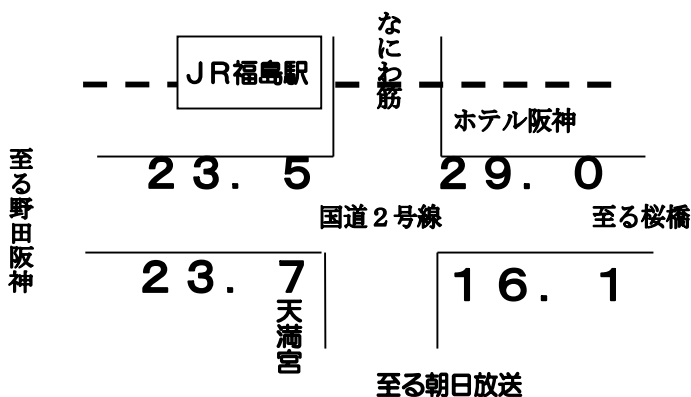 なにわ筋
ＪＲ福島駅
ホテル阪神
至る野田阪神
２３．５
２９．０
国道２号線
至る桜橋
２３．７
１６．１
天満宮
至る朝日放送